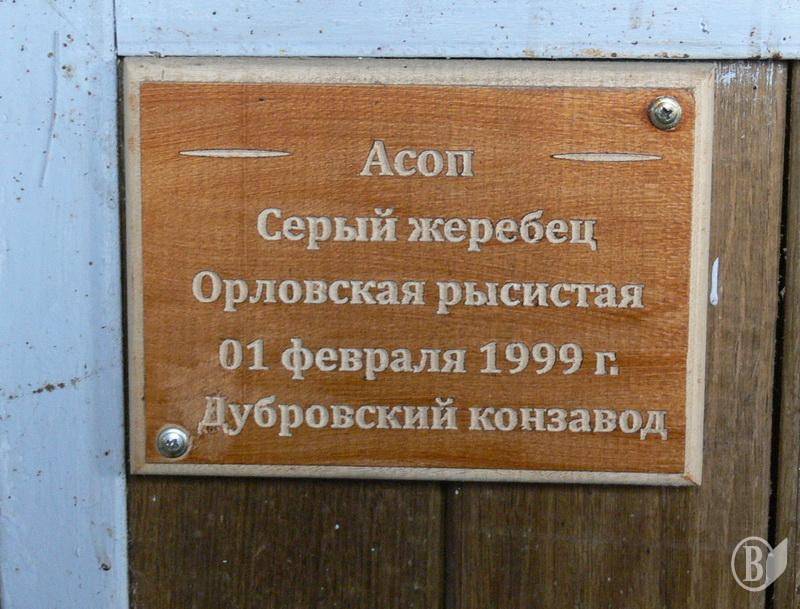 Асоп
Серый жеребец
Орловская рысистая
01 февраля 1999 г.
Дубровский конзавод
В